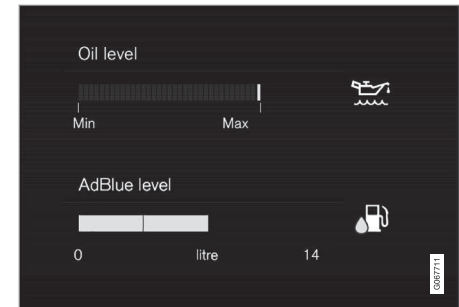 Oil level
Min Max
AdBlue level
0 litre 14
G067711